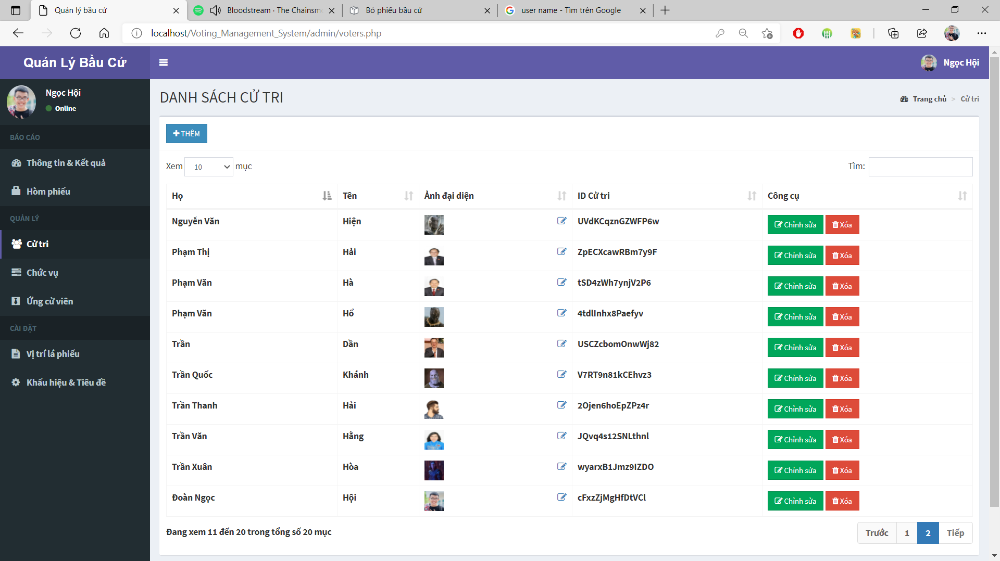 Quản lý bầu cử
Bloodstream · The Chainsm
Bỏ phiếu bầu cử
user name - Tìm trên Google
localhost/Voting_Management_System/admin/voters.php
Quản Lý Bầu Cử
Ngọc Hội
Ngọc Hội
Online
DANH SÁCH CỬ TRI
Trang chủ > Cử tri
THÊM
BÁO CÁO
Thông tin & Kết quả
Hòm phiếu
QUẢN LÝ
Cử tri
Chức vụ
Ứng cử viên
CÀI ĐẶT
Vị trí lá phiếu
Khẩu hiệu & Tiêu đề
Xem 10 mục
Tìm:
Họ Tên Ảnh đại diện ID Cử tri Công cụ
Nguyễn Văn Hiện UVdKCqznGZWFP6w Chỉnh sửa Xóa
Phạm Thị Hải ZpECXcawRBm7y9F Chỉnh sửa Xóa
Phạm Văn Hà tSD4zWh7ynjV2P6 Chỉnh sửa Xóa
Phạm Văn Hổ 4tdlInhx8Paefyv Chỉnh sửa Xóa
Trần Dần USCZcbomOnwWj82 Chỉnh sửa Xóa
Trần Quốc Khánh V7RT9n81kCEhvz3 Chỉnh sửa Xóa
Trần Thanh Hải 2Ojen6hoEpZPz4r Chỉnh sửa Xóa
Trần Văn Hằng JQvq4s12SNLthnl Chỉnh sửa Xóa
Trần Xuân Hòa wyarxB1Jmz9IZDO Chỉnh sửa Xóa
Đoàn Ngọc Hội cFxzZjMgHfDtVCl Chỉnh sửa Xóa
Đang xem 11 đến 20 trong tổng số 20 mục
Trước 1 2 Tiếp